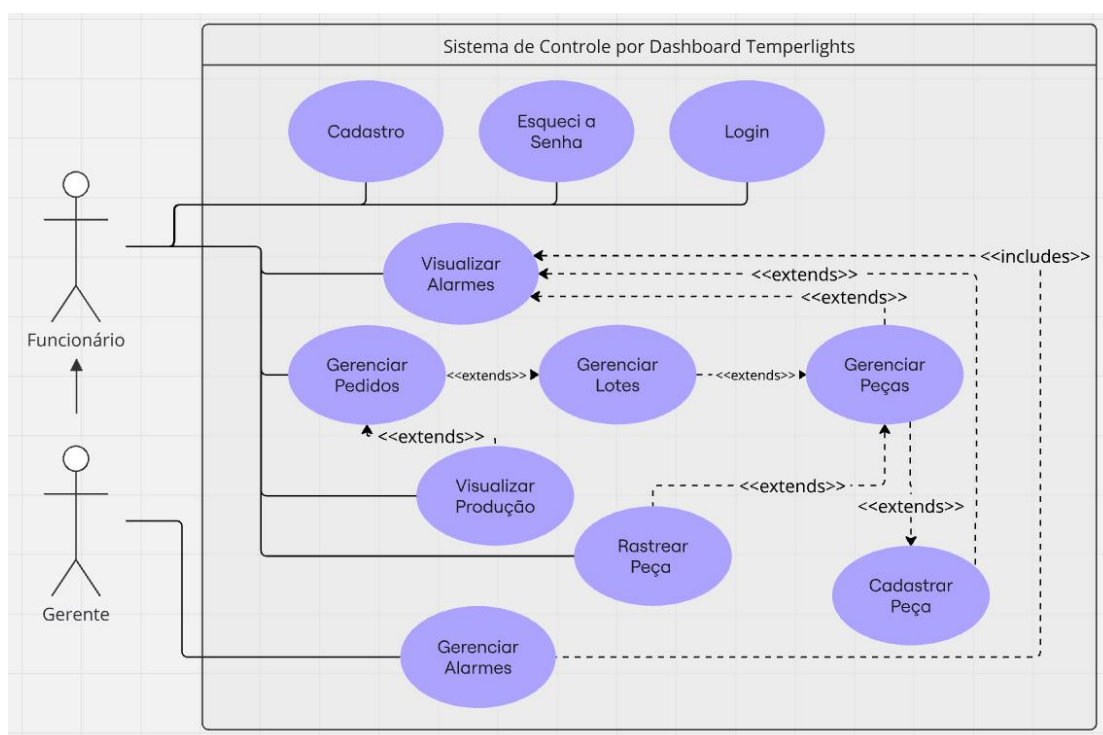 Sistema de Controle por Dashboard Temperlights
Cadastro
Esqueci a
Senha
Login
Visualizar
Alarmes
<<includes>>
<<extends>>
<<extends>>
Funcionário
Gerenciar
Pedidos
<<extends>>
Gerenciar
Lotes
<<extends>>
Gerenciar
Peças
<<extends>>
Visualizar
Produção
<<extends>>
<<extends>>
Rastrear
Peça
Cadastrar
Peça
Gerente
Gerenciar
Alarmes